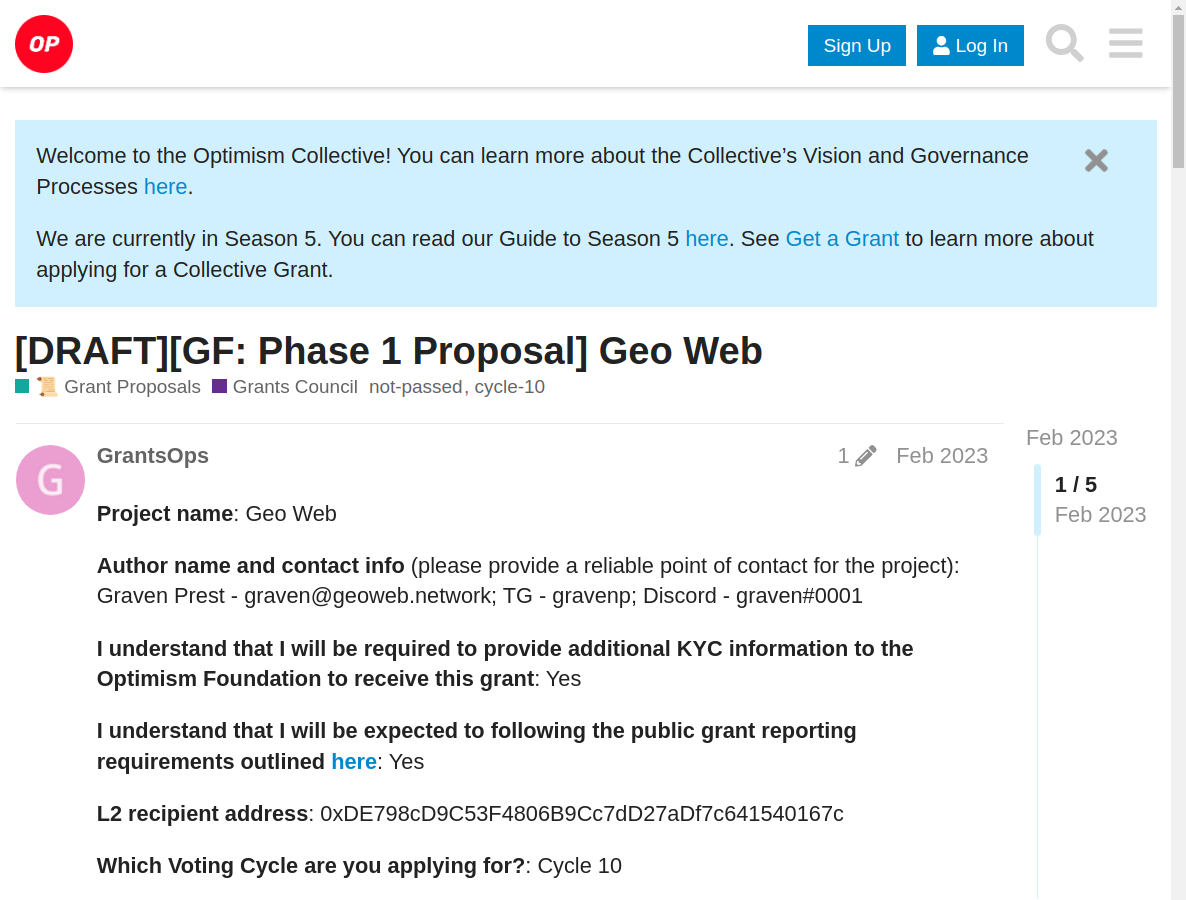 OP
Sign Up
Log In
Welcome to the Optimism Collective! You can learn more about the Collective’s Vision and Governance
Processes here.
We are currently in Season 5. You can read our Guide to Season 5 here. See Get a Grant to learn more about
applying for a Collective Grant.
[DRAFT][GF: Phase 1 Proposal] Geo Web
📜 Grant Proposals Grants Council not-passed, cycle-10
G
GrantsOps
1
Feb 2023
Project name: Geo Web
Author name and contact info (please provide a reliable point of contact for the project):
Graven Prest - graven@geoweb.network; TG - gravenp; Discord - graven#0001
I understand that I will be required to provide additional KYC information to the
Optimism Foundation to receive this grant: Yes
I understand that I will be expected to following the public grant reporting
requirements outlined here: Yes
L2 recipient address: 0xDE798cD9C53F4806B9Cc7dD27aDf7c641540167c
Which Voting Cycle are you applying for?: Cycle 10
Feb 2023
1 / 5
Feb 2023